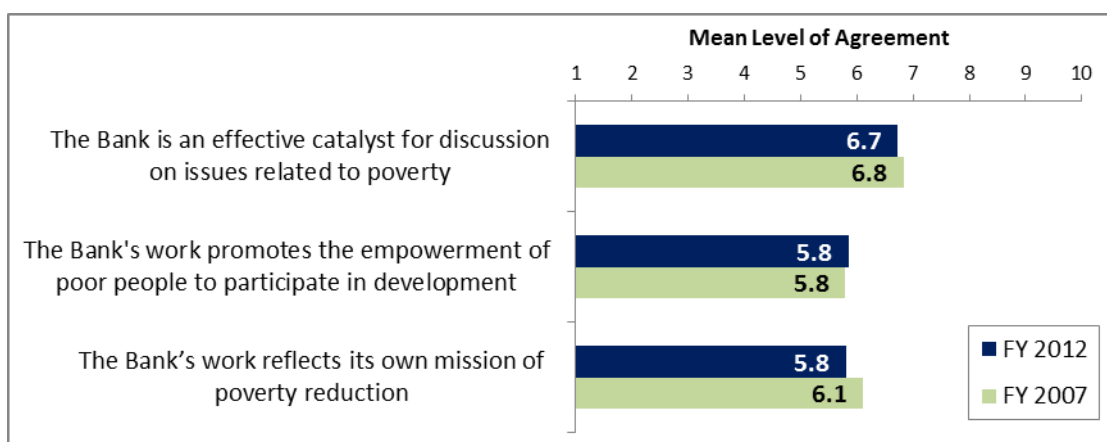 Mean Level of Agreement
1 2 3 4 5 6 7 8 9 10
The Bank is an effective catalyst for discussion
on issues related to poverty
6.7
6.8
The Bank's work promotes the empowerment of
poor people to participate in development
5.8
5.8
The Bank’s work reflects its own mission of
poverty reduction
5.8
6.1
FY 2012
FY 2007